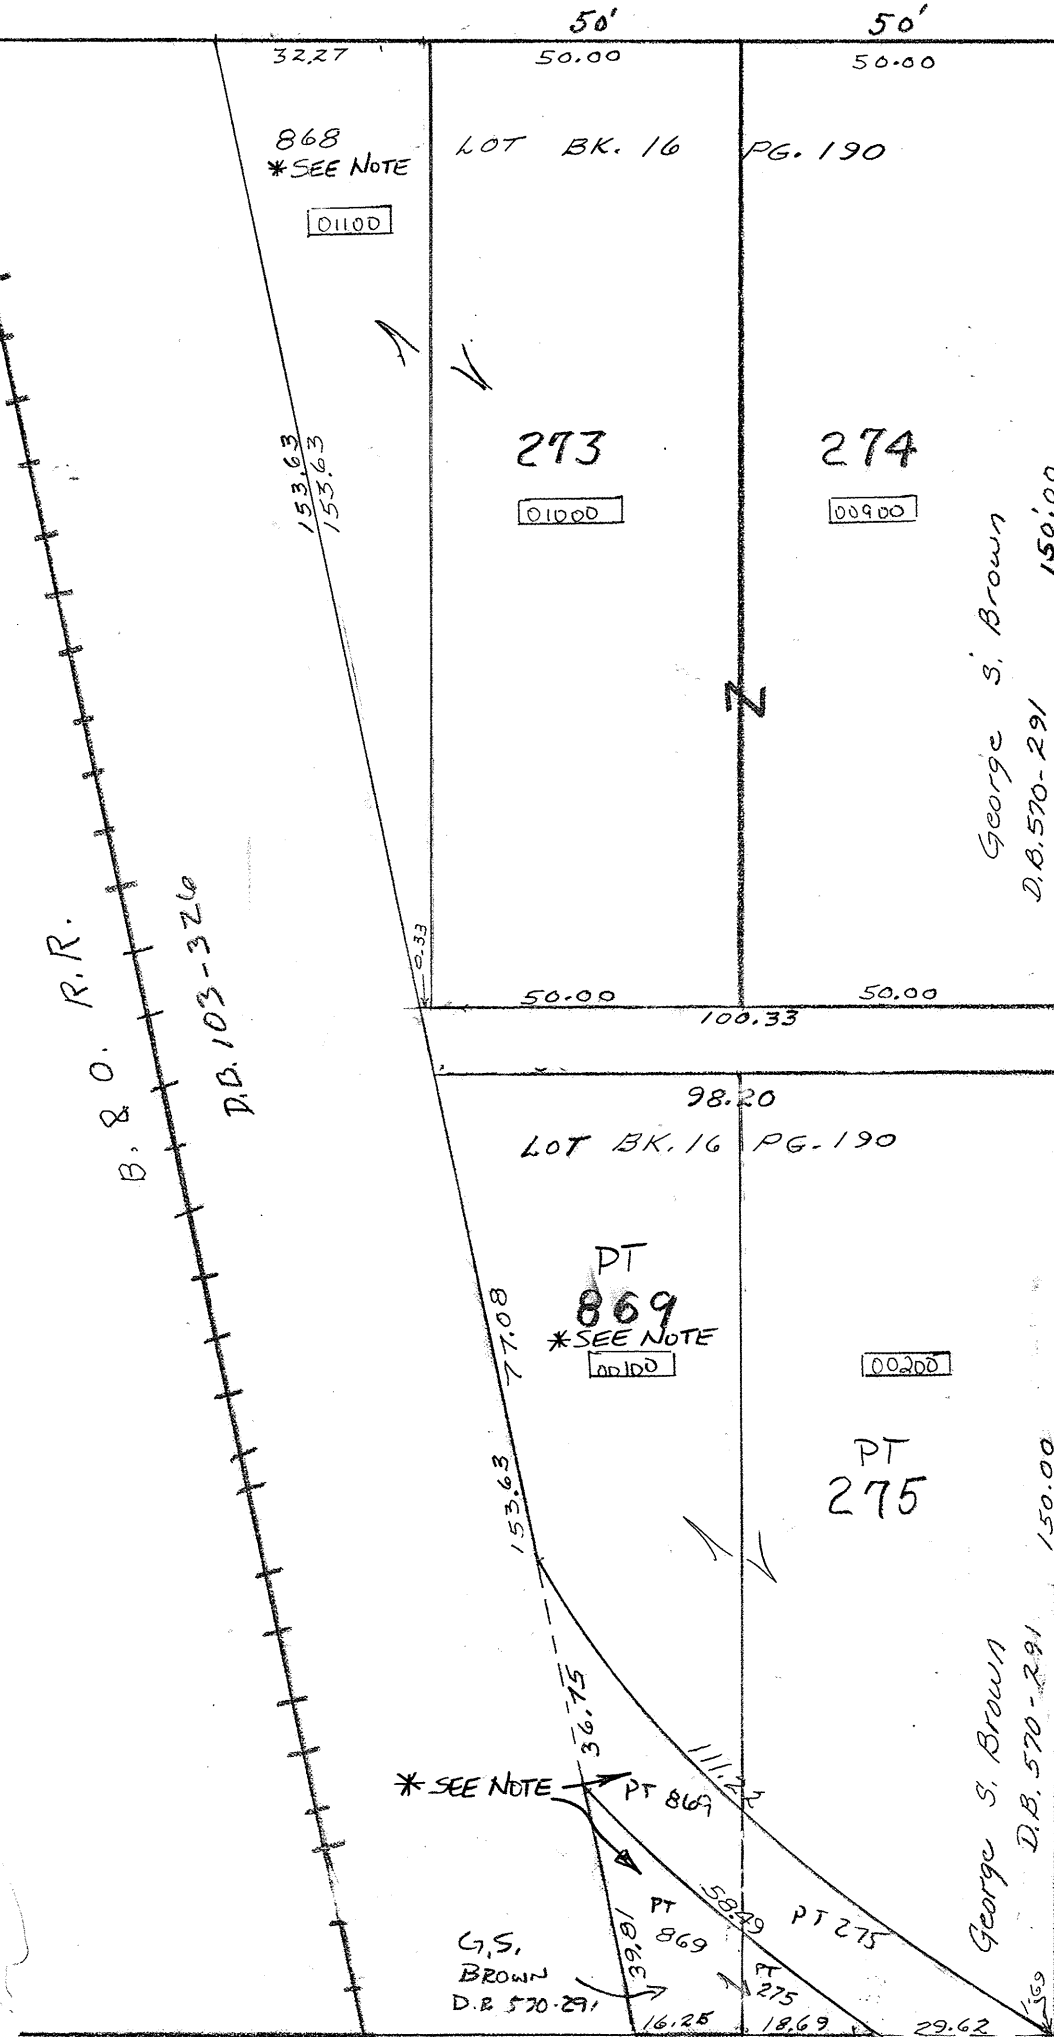 50' 50'
32.27 50.00 50.00
868
*SEE NOTE
LOT BK. 16 PG. 190
01100
153.63
153.63
273
01000
274
00900
150.00
George S. Brown
D.B. 570-291
Z
B. & O. R.R.
D.B. 103-326
0.33
50.00 50.00
100.33
98.20
LOT BK. 16 PG. 190
PT
869
*SEE NOTE
00100
00200
PT
275
77.08
153.63
150.00
George S. Brown
D.B. 570-291
36.75
111.22
*SEE NOTE
PT 869
58.49
PT
869
PT 275
39.81
PT
275
G.S.
BROWN
D.B. 570-291
16.25 18.69 29.62